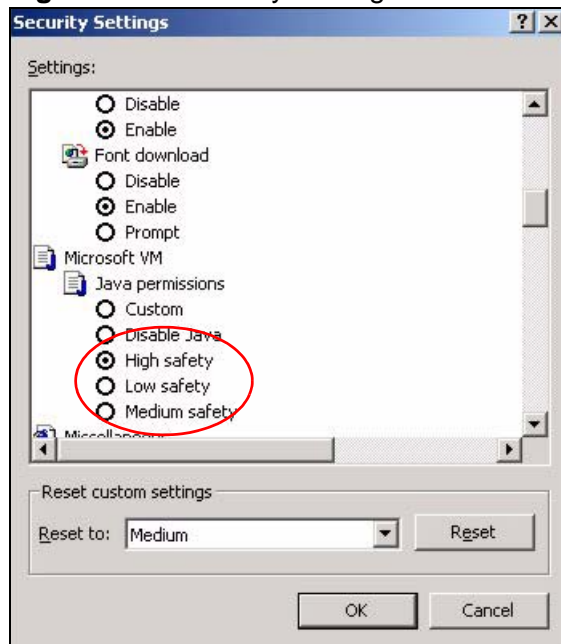 Security Settings
Settings:
Disable
Enable
Font download
Disable
Enable
Prompt
Microsoft VM
Java permissions
Custom
Disable Java
High safety
Low safety
Medium safety
Reset custom settings
Reset to: Medium Reset
OK Cancel